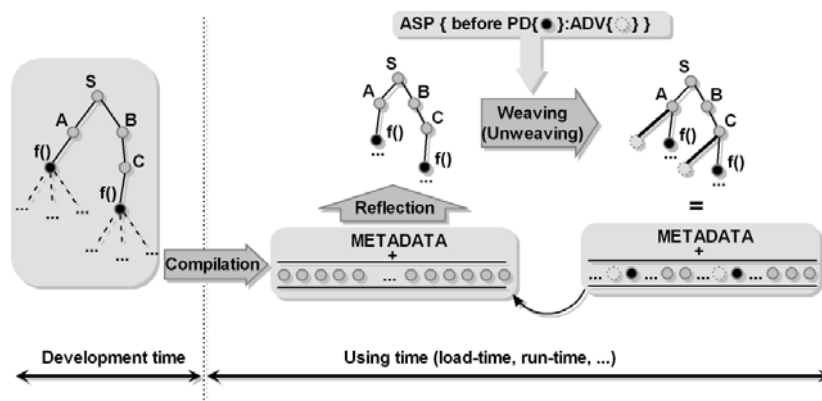 ASP { before PD{ }:ADV{ } }
S
A
B
f()
C
f()
...
...
...
...
...
...
Compilation
S
A
B
C
f()
...
f()
...
Reflection
METADATA
+
...
Weaving
(Unweaving)
S
A
B
C
f()
...
f()
...
=
METADATA
+
... ... ... ...
Development time
Using time (load-time, run-time, ...)